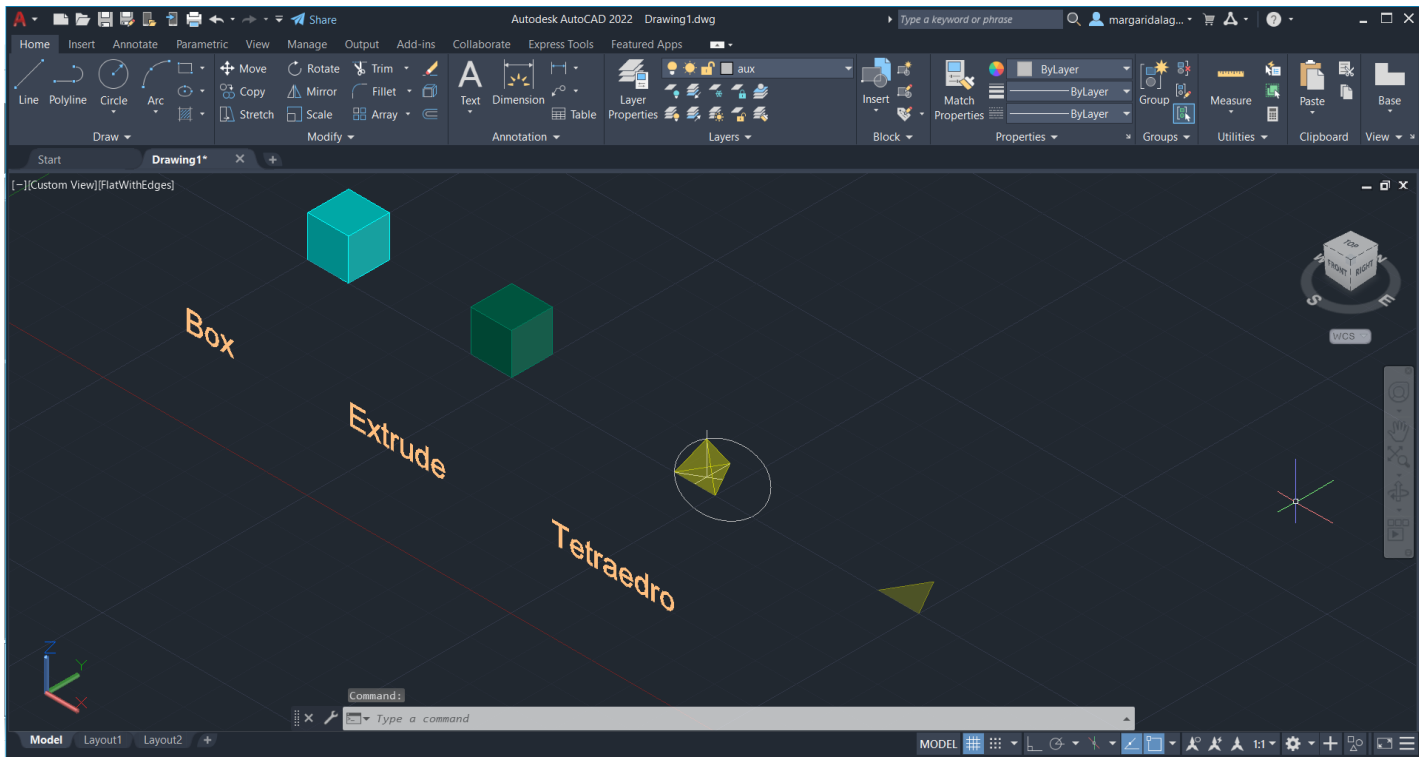 Share
Autodesk AutoCAD 2022 Drawing1.dwg
Type a keyword or phrase
margaridalag...
Home Insert Annotate Parametric View Manage Output Add-ins Collaborate Express Tools Featured Apps
Move Rotate Trim
aux
ByLayer
Line Polyline Circle Arc
Copy Mirror Fillet
Text Dimension
Layer Properties
Insert
Match Properties
ByLayer
Group
Measure
Paste
Base
Stretch Scale Array
Table
ByLayer
Draw Modify Annotation Layers Block Properties Groups Utilities Clipboard View
Start Drawing1*
[−][Custom View][FlatWithEdges]
TOP
FRONT RIGHT
W N
S E
WCS
Box
Extrude
Tetraedro
Z
Y
X
Command:
Type a command
Model Layout1 Layout2 +
MODEL
1:1